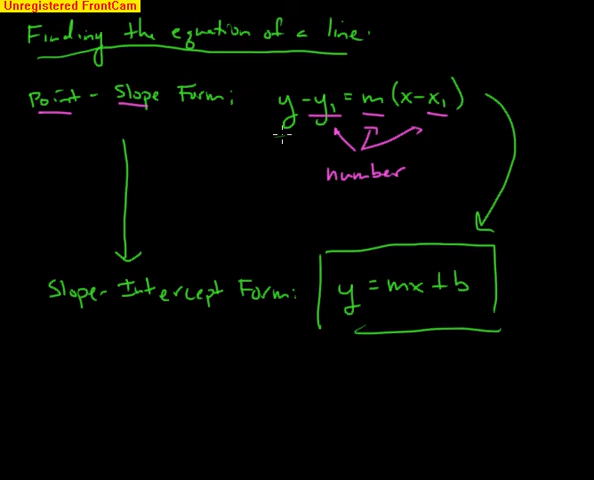 Unregistered FrontCam
Finding the equation of a line.
Point - Slope Form: y - y₁ = m (x - x₁)
number
Slope - Intercept Form: y = mx + b